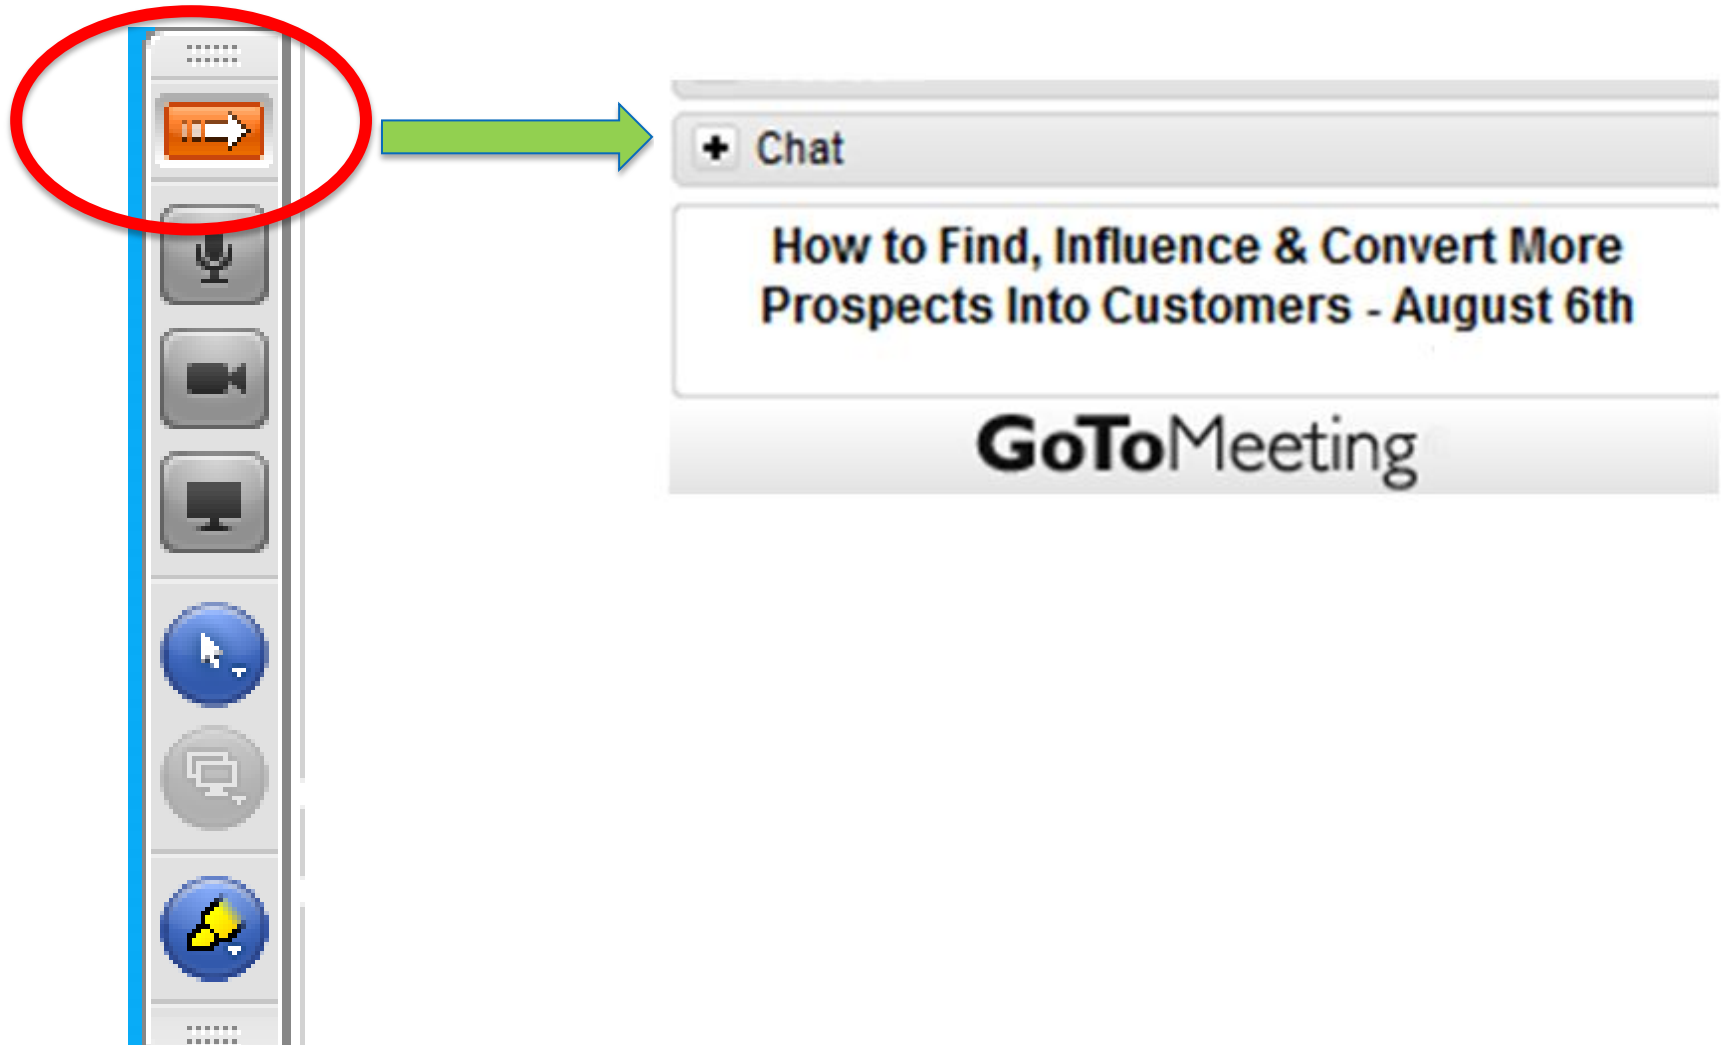 Chat
How to Find, Influence & Convert More
Prospects Into Customers - August 6th
GoToMeeting